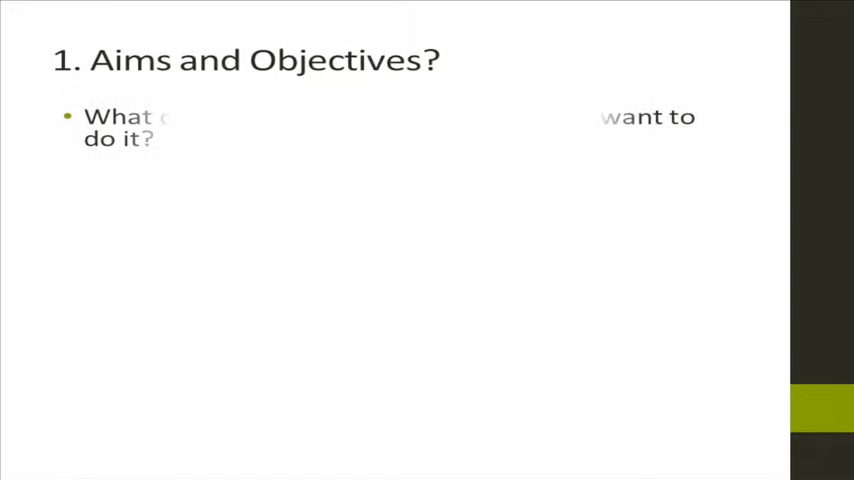 1. Aims and Objectives?
• What want to
do it?